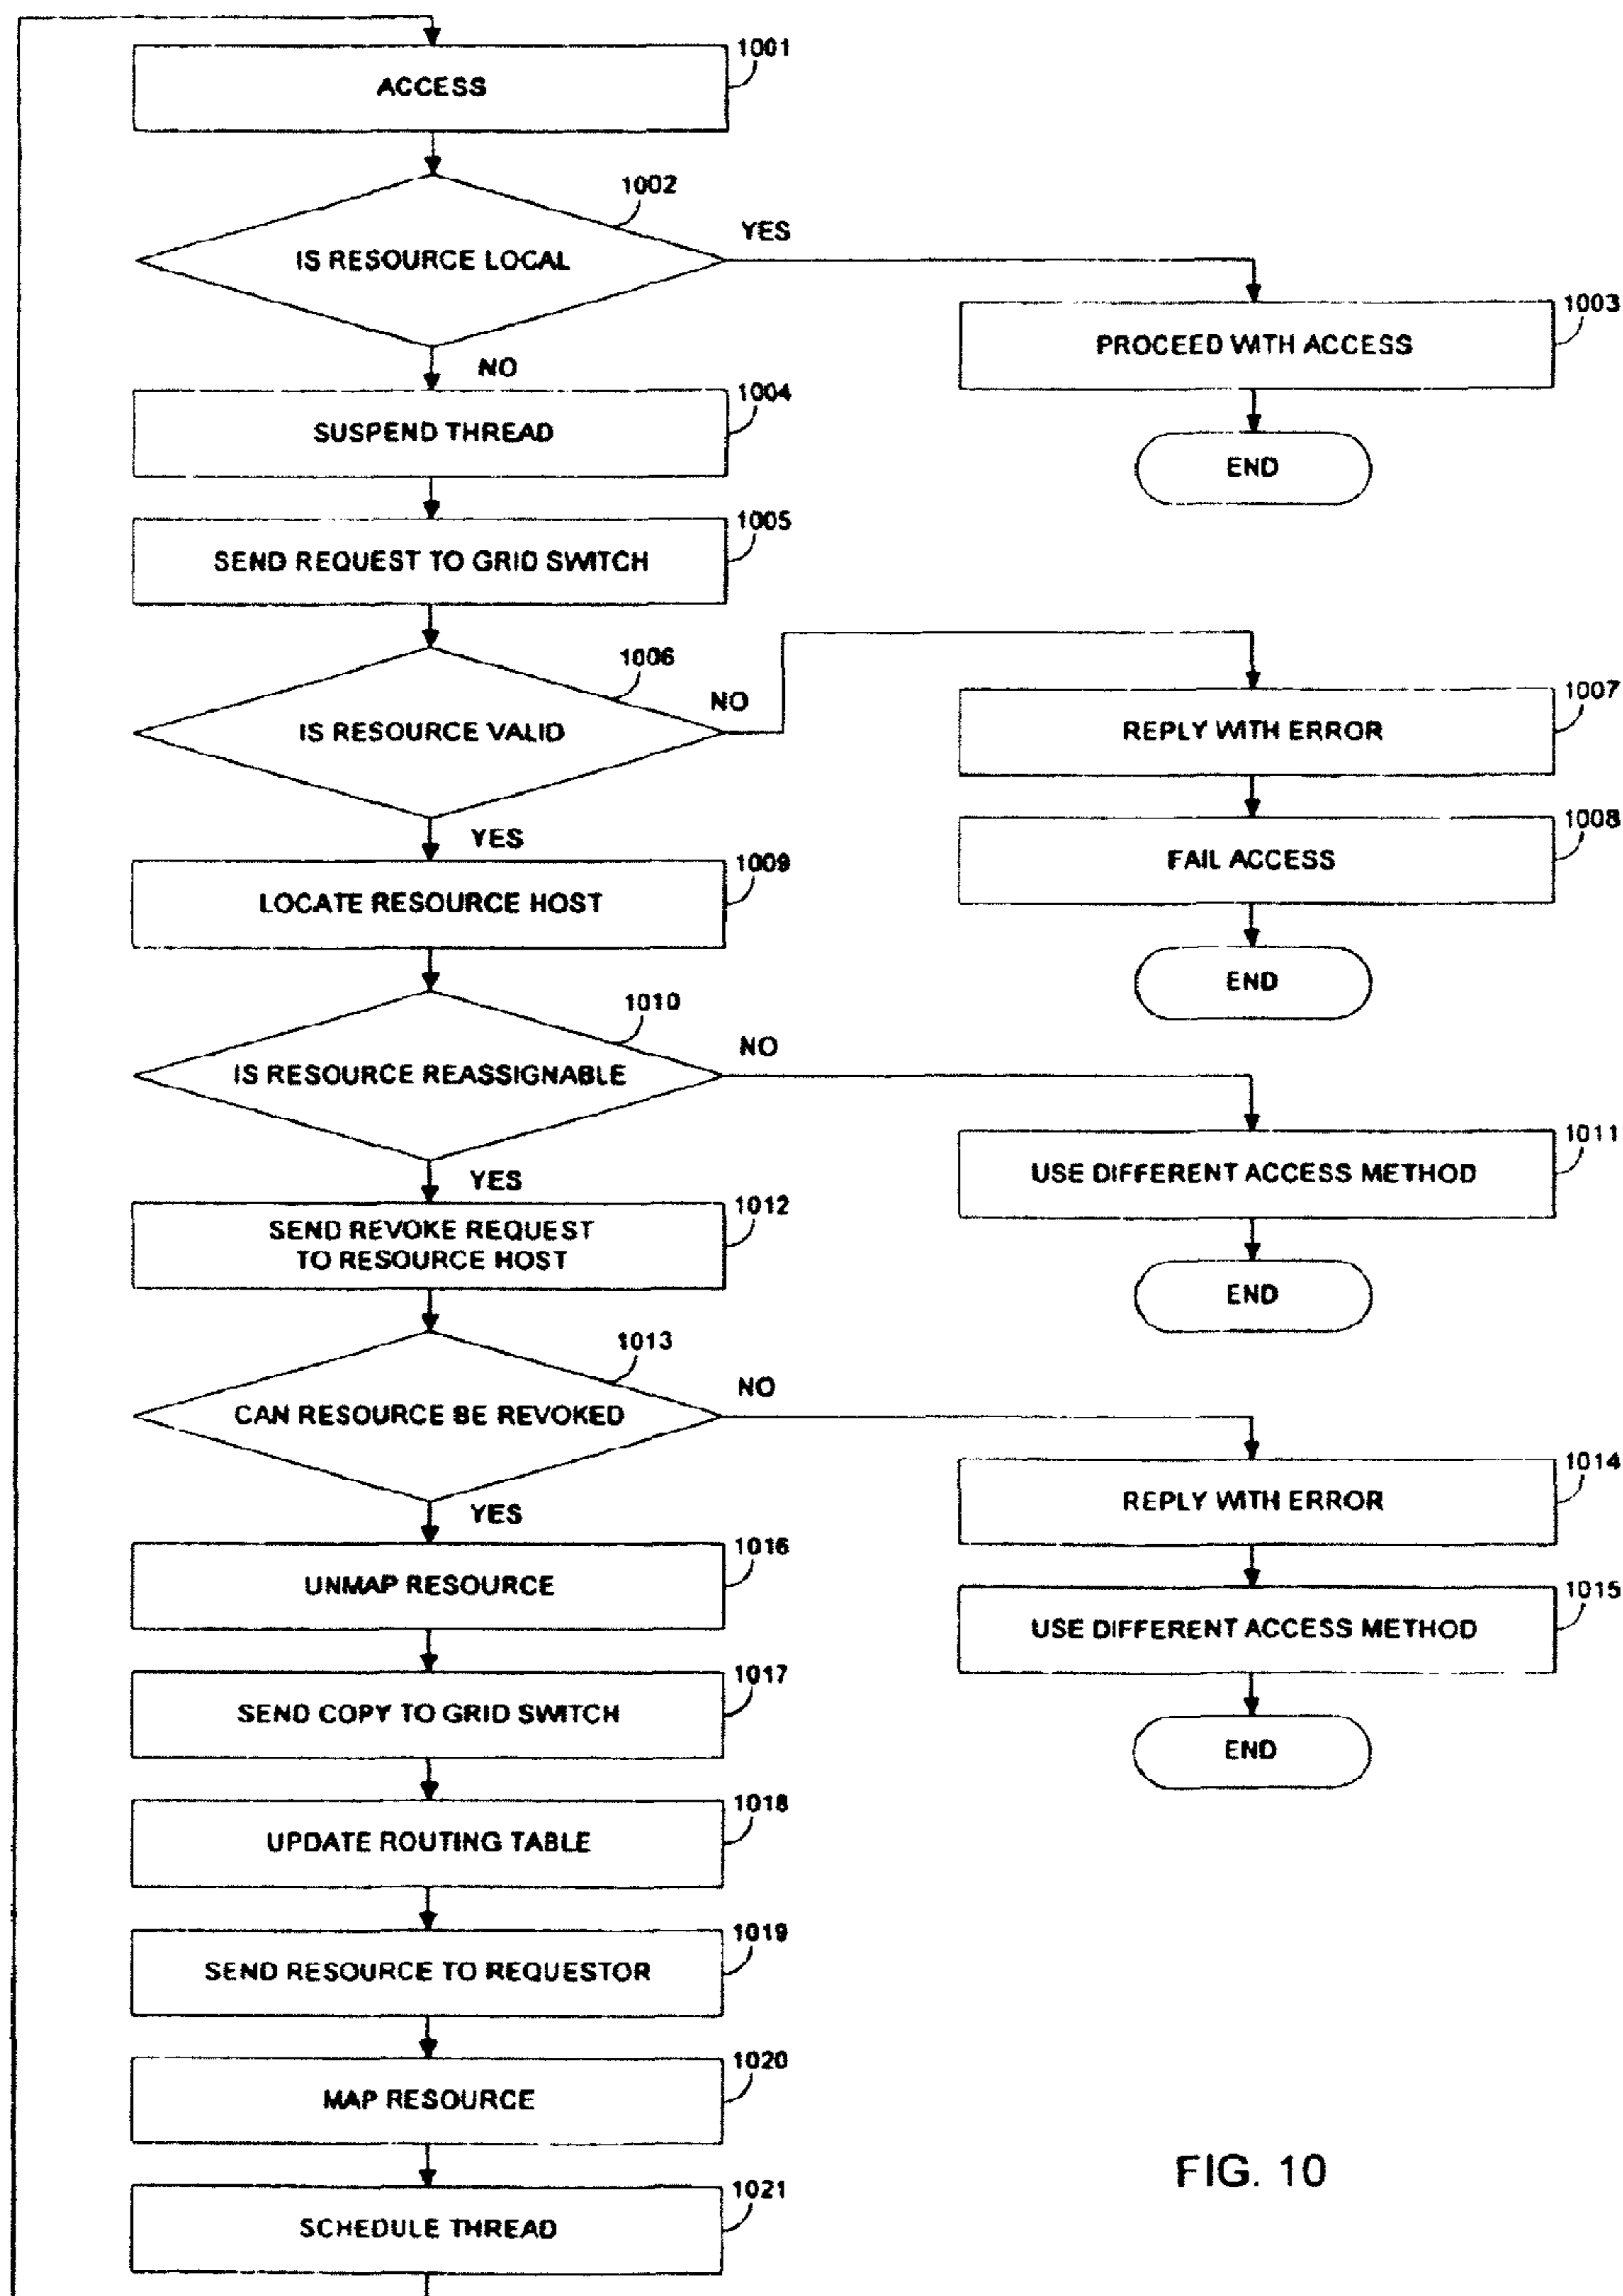 1001
ACCESS
1002
YES
IS RESOURCE LOCAL
1003
PROCEED WITH ACCESS
NO
1004
SUSPEND THREAD
END
1005
SEND REQUEST TO GRID SWITCH
1006
NO
IS RESOURCE VALID
1007
REPLY WITH ERROR
YES
1008
FAIL ACCESS
1009
LOCATE RESOURCE HOST
END
1010
NO
IS RESOURCE REASSIGNABLE
1011
USE DIFFERENT ACCESS METHOD
YES
1012
SEND REVOKE REQUEST
TO RESOURCE HOST
END
1013
NO
CAN RESOURCE BE REVOKED
1014
REPLY WITH ERROR
YES
1016
UNMAP RESOURCE
1015
USE DIFFERENT ACCESS METHOD
1017
SEND COPY TO GRID SWITCH
END
1018
UPDATE ROUTING TABLE
1019
SEND RESOURCE TO REQUESTOR
1020
MAP RESOURCE
FIG. 10
1021
SCHEDULE THREAD